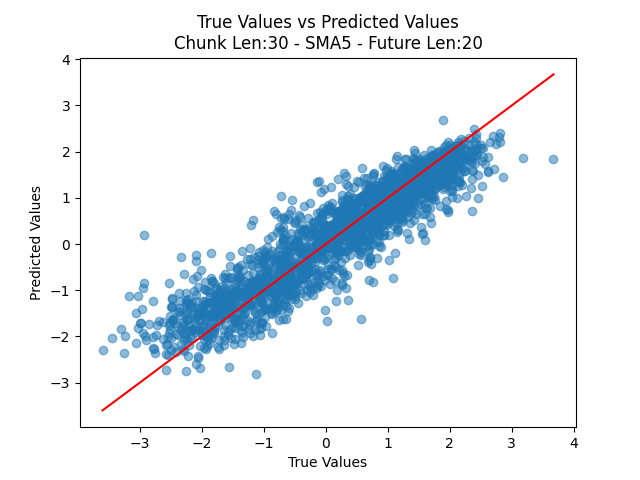 True Values vs Predicted Values
Chunk Len:30 - SMA5 - Future Len:20
4
3
2
1
0
−1
−2
−3
Predicted Values
−3 −2 −1 0 1 2 3 4
True Values